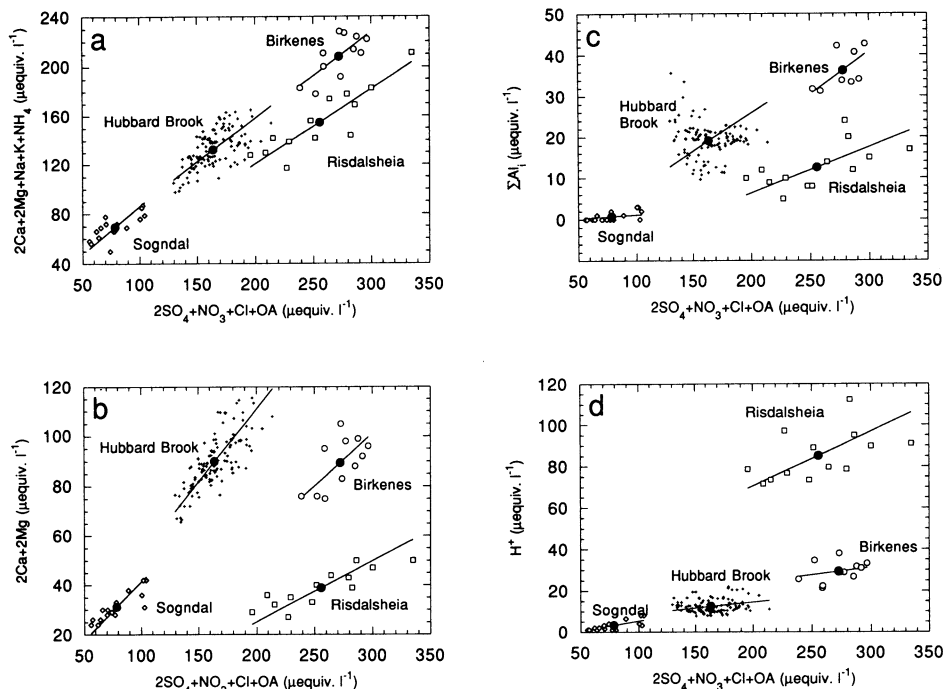 a
2Ca+2Mg+Na+K+NH4 (µequiv. l-1)
240
200
160
120
80
40
Birkenes
Hubbard Brook
Risdalsheia
Sogndal
50 100 150 200 250 300 350
2SO4+NO3+Cl+OA (µequiv. l-1)
c
ΣAli (µequiv. l-1)
50
40
30
20
10
0
Birkenes
Hubbard
Brook
Risdalsheia
Sogndal
50 100 150 200 250 300 350
2SO4+NO3+Cl+OA (µequiv. l-1)
b
2Ca+2Mg (µequiv. l-1)
120
100
80
60
40
20
Hubbard Brook
Birkenes
Sogndal
Risdalsheia
50 100 150 200 250 300 350
2SO4+NO3+Cl+OA (µequiv. l-1)
d
H+ (µequiv. l-1)
120
100
80
60
40
20
0
Risdalsheia
Birkenes
Hubbard Brook
Sogndal
50 100 150 200 250 300 350
2SO4+NO3+Cl+OA (µequiv. l-1)